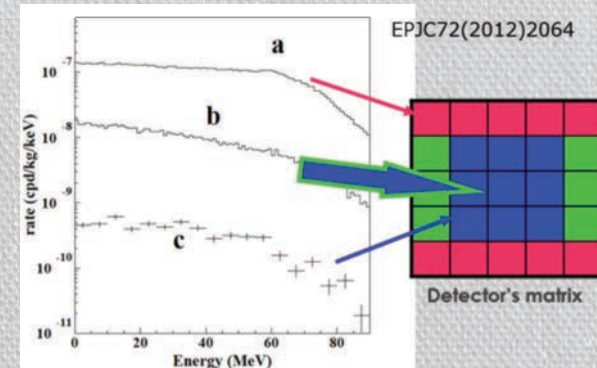 EPJC72(2012)2064
a
b
c
rate (cpd/kg/keV)
10 -7
10 -8
10 -9
10 -10
10 -11
0 20 40 60 80
Energy (MeV)
Detector's matrix